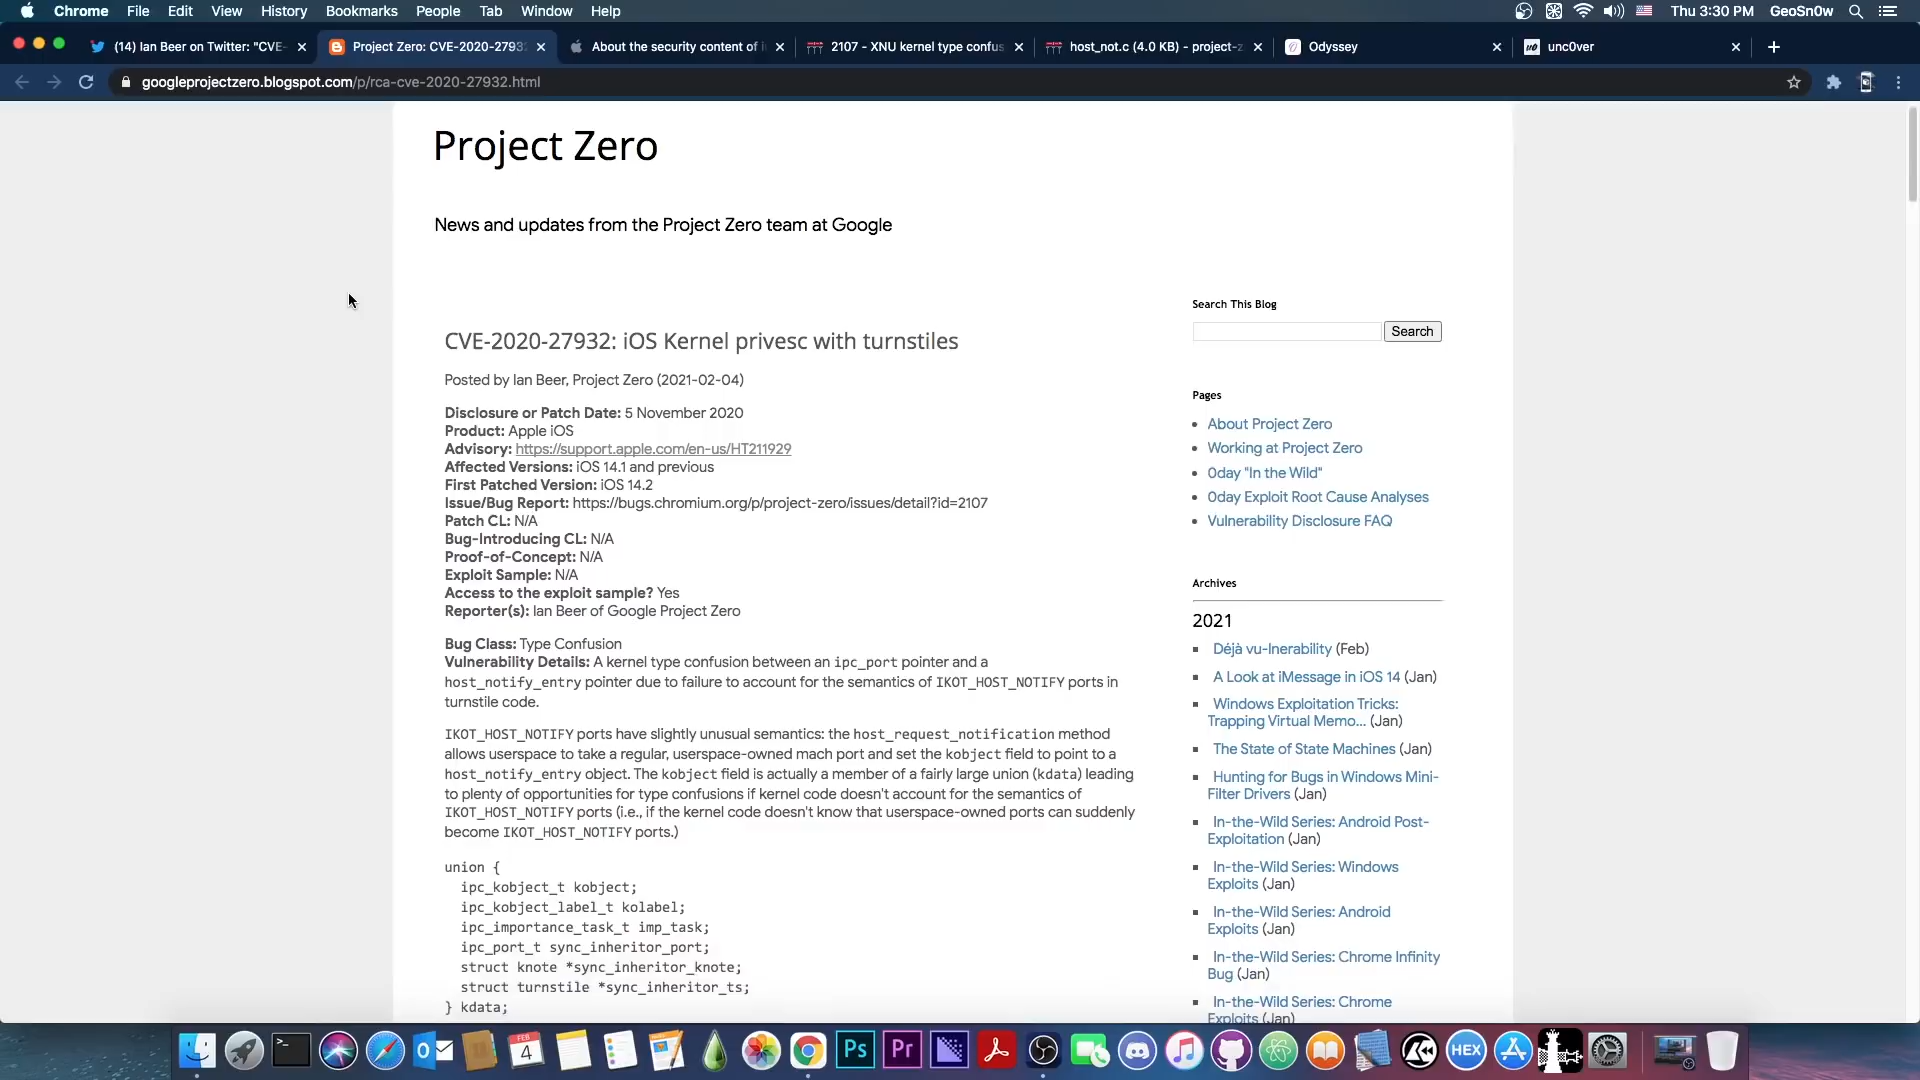 Chrome File Edit View History Bookmarks People Tab Window Help Thu 3:30 PM GeoSn0w
(14) Ian Beer on Twitter: "CVE- Project Zero: CVE-2020-2793 About the security content of i 2107 - XNU kernel type confus host_not.c (4.0 KB) - project-z Odyssey unc0ver
googleprojectzero.blogspot.com/p/rca-cve-2020-27932.html
Project Zero
News and updates from the Project Zero team at Google
CVE-2020-27932: iOS Kernel privesc with turnstiles
Posted by Ian Beer, Project Zero (2021-02-04)
Disclosure or Patch Date: 5 November 2020
Product: Apple iOS
Advisory: https://support.apple.com/en-us/HT211929
Affected Versions: iOS 14.1 and previous
First Patched Version: iOS 14.2
Issue/Bug Report: https://bugs.chromium.org/p/project-zero/issues/detail?id=2107
Patch CL: N/A
Bug-Introducing CL: N/A
Proof-of-Concept: N/A
Exploit Sample: N/A
Access to the exploit sample? Yes
Reporter(s): Ian Beer of Google Project Zero
Bug Class: Type Confusion
Vulnerability Details: A kernel type confusion between an ipc_port pointer and a
host_notify_entry pointer due to failure to account for the semantics of IKOT_HOST_NOTIFY ports in
turnstile code.
IKOT_HOST_NOTIFY ports have slightly unusual semantics: the host_request_notification method
allows userspace to take a regular, userspace-owned mach port and set the kobject field to point to a
host_notify_entry object. The kobject field is actually a member of a fairly large union (kdata) leading
to plenty of opportunities for type confusions if kernel code doesn't account for the semantics of
IKOT_HOST_NOTIFY ports (i.e., if the kernel code doesn't know that userspace-owned ports can suddenly
become IKOT_HOST_NOTIFY ports.)
union {
ipc_kobject_t kobject;
ipc_kobject_label_t kolabel;
ipc_importance_task_t imp_task;
ipc_port_t sync_inheritor_port;
struct knote *sync_inheritor_knote;
struct turnstile *sync_inheritor_ts;
} kdata;
Search This Blog
Search
Pages
About Project Zero
Working at Project Zero
0day "In the Wild"
0day Exploit Root Cause Analyses
Vulnerability Disclosure FAQ
Archives
2021
Déjà vu-lnerability (Feb)
A Look at iMessage in iOS 14 (Jan)
Windows Exploitation Tricks:
Trapping Virtual Memo... (Jan)
The State of State Machines (Jan)
Hunting for Bugs in Windows Mini-
Filter Drivers (Jan)
In-the-Wild Series: Android Post-
Exploitation (Jan)
In-the-Wild Series: Windows
Exploits (Jan)
In-the-Wild Series: Android
Exploits (Jan)
In-the-Wild Series: Chrome Infinity
Bug (Jan)
In-the-Wild Series: Chrome
Exploits (Jan)
FEB
4
Ps
Pr
HEX